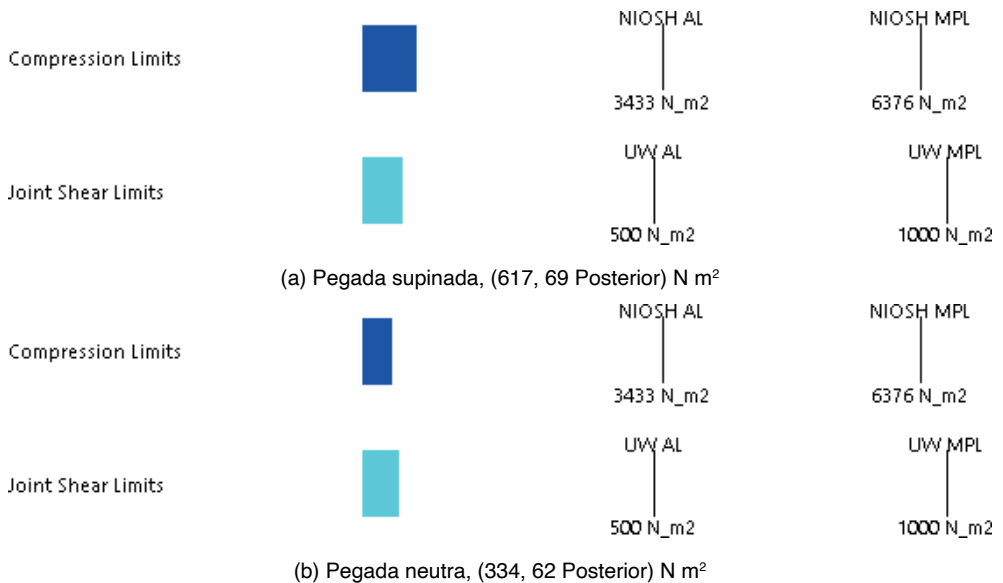 NIOSH AL NIOSH MPL
Compression Limits
3433 N_m2 6376 N_m2
UW AL UW MPL
Joint Shear Limits
500 N_m2 1000 N_m2
(a) Pegada supinada, (617, 69 Posterior) N m²
NIOSH AL NIOSH MPL
Compression Limits
3433 N_m2 6376 N_m2
UW AL UW MPL
Joint Shear Limits
500 N_m2 1000 N_m2
(b) Pegada neutra, (334, 62 Posterior) N m²